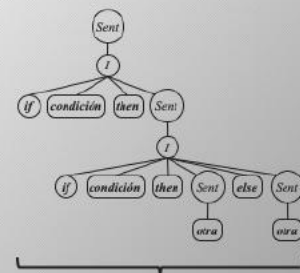 Sent
I
if condición then Sent
I
if condición then Sent else Sent
otra otra